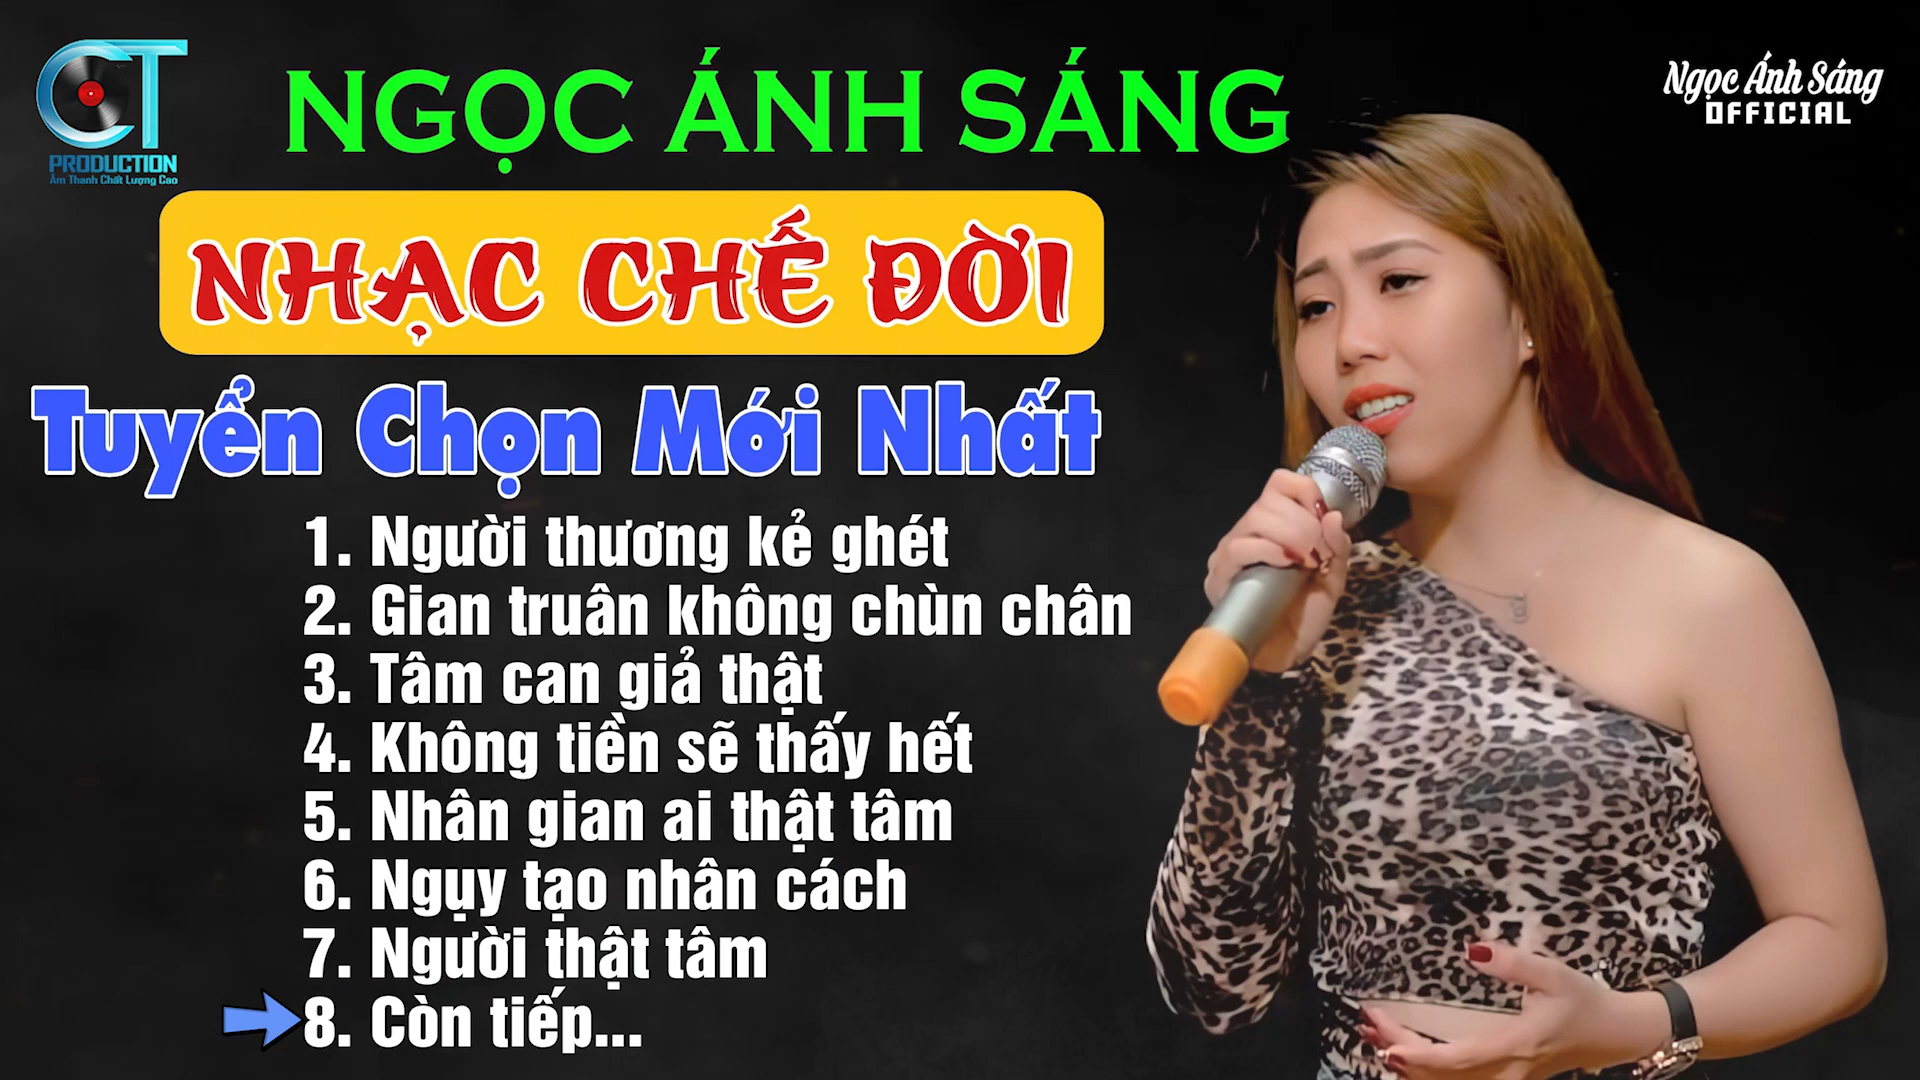 CT
PRODUCTION
Âm Thanh Chất Lượng Cao
NGỌC ÁNH SÁNG
Ngọc Ánh Sáng
OFFICIAL
NHẠC CHẾ ĐỜI
Tuyển Chọn Mới Nhất
1. Người thương kẻ ghét
2. Gian truân không chùn chân
3. Tâm can giả thật
4. Không tiền sẽ thấy hết
5. Nhân gian ai thật tâm
6. Ngụy tạo nhân cách
7. Người thật tâm
8. Còn tiếp...